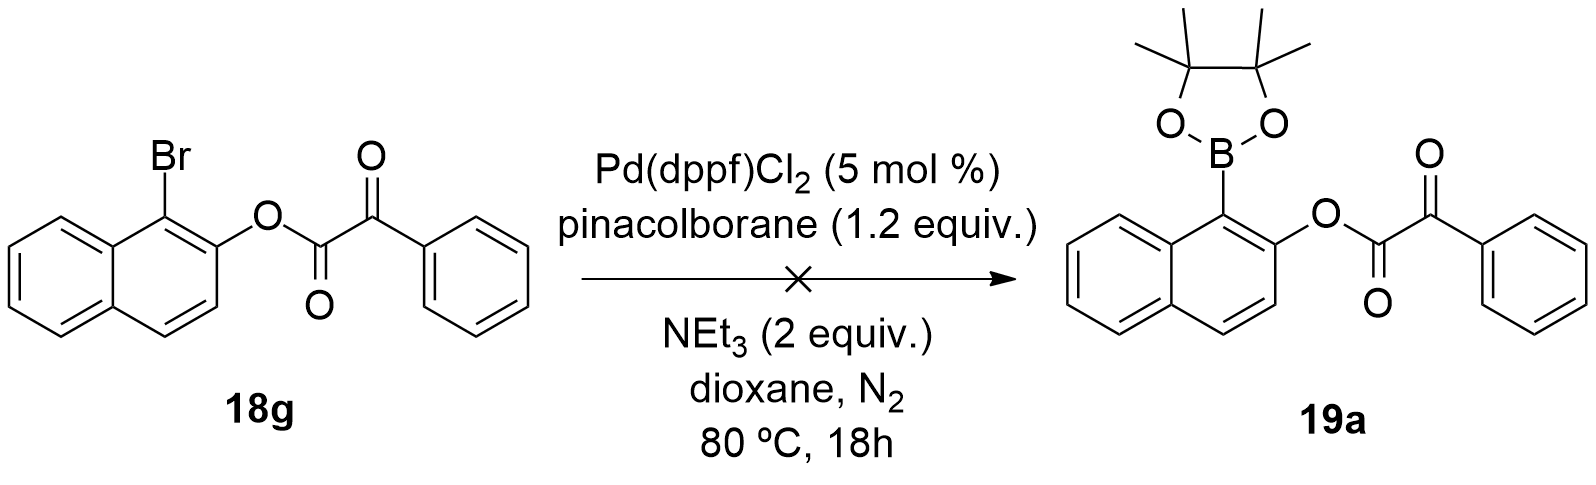 Br
O
O
O
18g
Pd(dppf)Cl2 (5 mol %)
pinacolborane (1.2 equiv.)
NEt3 (2 equiv.)
dioxane, N2
80 ºC, 18h
O
O
B
O
O
O
19a